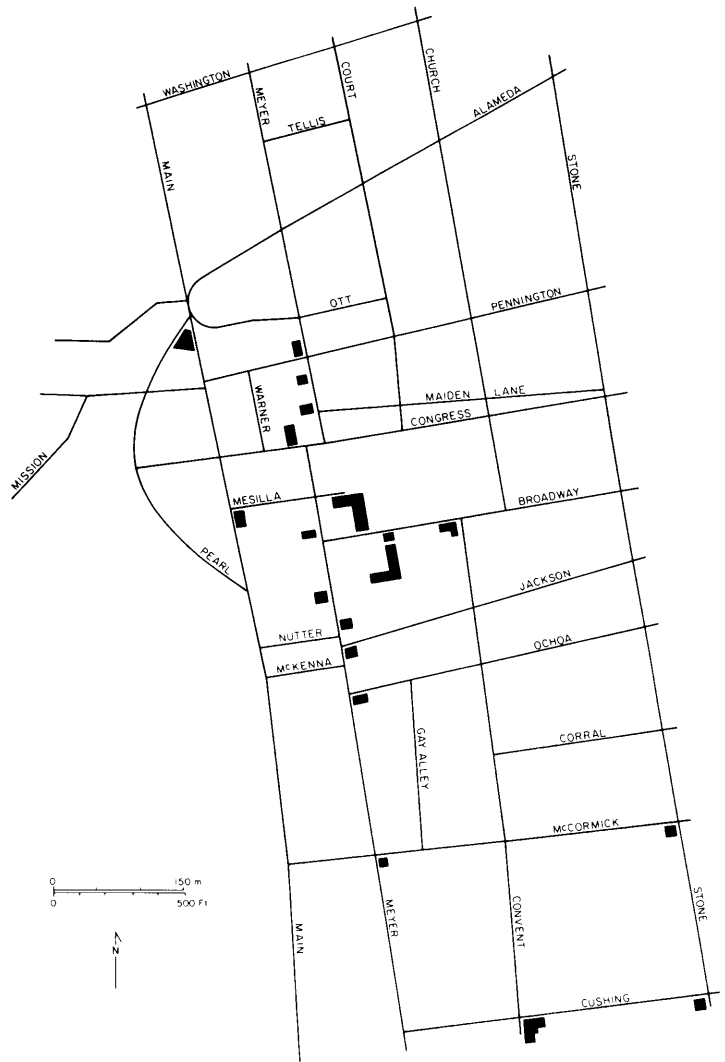 WASHINGTON
MEYER
COURT
CHURCH
TELLIS
ALAMEDA
MAIN
STONE
OTT
PENNINGTON
WARNER
MAIDEN LANE
CONGRESS
MISSION
MESILLA
BROADWAY
PEARL
JACKSON
NUTTER
OCHOA
McKENNA
GAY ALLEY
CORRAL
McCORMICK
0 150 m
0 500 Ft
MEYER
CONVENT
STONE
MAIN
N
CUSHING